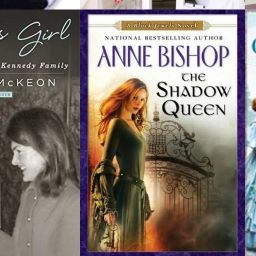 s Girl
Kennedy Family
McKEON
A Black Jewels Novel
NATIONAL BESTSELLING AUTHOR
ANNE BISHOP
THE
SHADOW
QUEEN